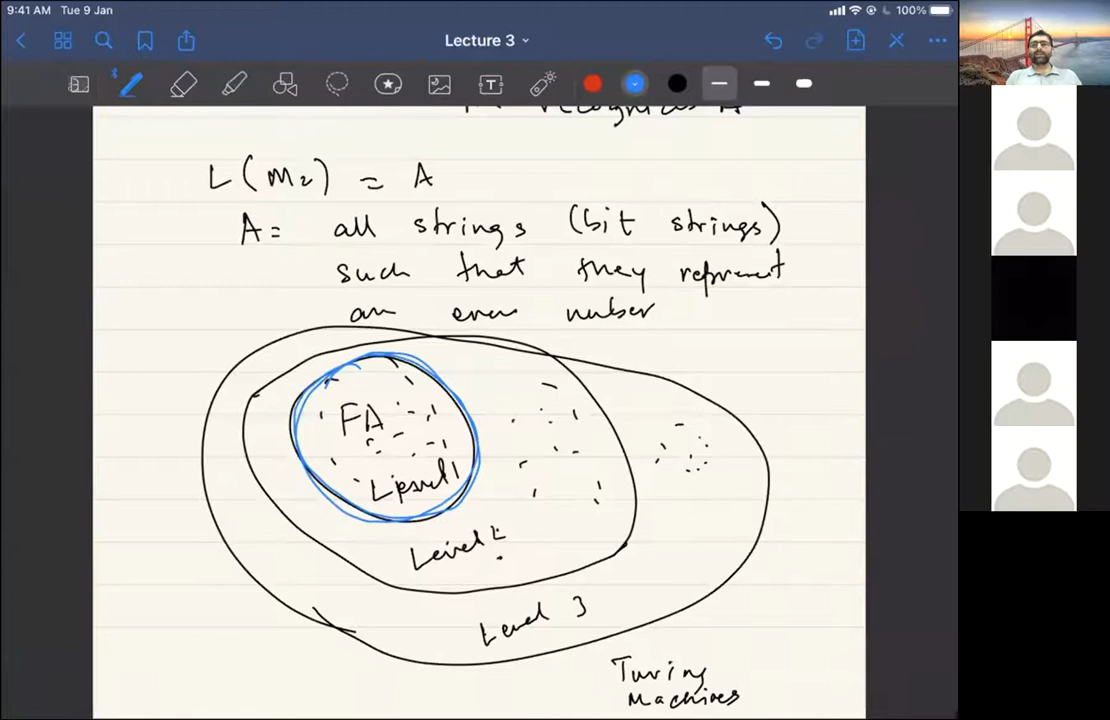 9:41 AM Tue 9 Jan
100%
Lecture 3
recognizes A
L(M2) = A
A = all strings (bit strings)
such that they represent
an even number
FA
Level 1
Level 2
Level 3
Turing
Machines